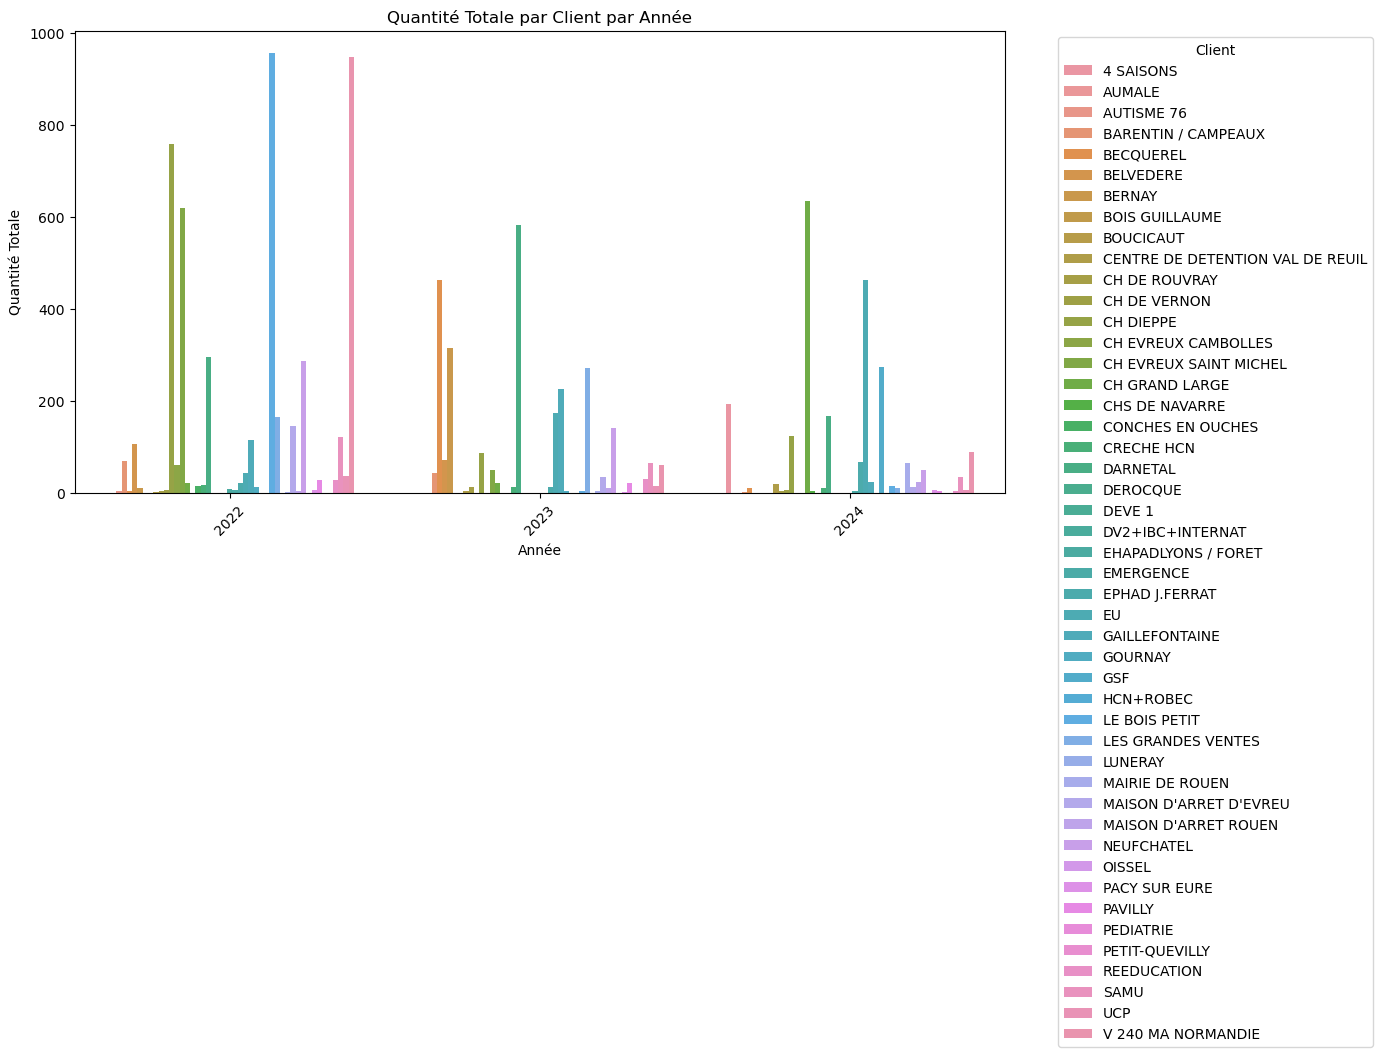 Quantité Totale par Client par Année
Quantité Totale
1000
800
600
400
200
0
2022
2023
2024
Année
Client
4 SAISONS
AUMALE
AUTISME 76
BARENTIN / CAMPEAUX
BECQUEREL
BELVEDERE
BERNAY
BOIS GUILLAUME
BOUCICAUT
CENTRE DE DETENTION VAL DE REUIL
CH DE ROUVRAY
CH DE VERNON
CH DIEPPE
CH EVREUX CAMBOLLES
CH EVREUX SAINT MICHEL
CH GRAND LARGE
CHS DE NAVARRE
CONCHES EN OUCHES
CRECHE HCN
DARNETAL
DEROCQUE
DEVE 1
DV2+IBC+INTERNAT
EHAPADLYONS / FORET
EMERGENCE
EPHAD J.FERRAT
EU
GAILLEFONTAINE
GOURNAY
GSF
HCN+ROBEC
LE BOIS PETIT
LES GRANDES VENTES
LUNERAY
MAIRIE DE ROUEN
MAISON D'ARRET D'EVREU
MAISON D'ARRET ROUEN
NEUFCHATEL
OISSEL
PACY SUR EURE
PAVILLY
PEDIATRIE
PETIT-QUEVILLY
REEDUCATION
SAMU
UCP
V 240 MA NORMANDIE